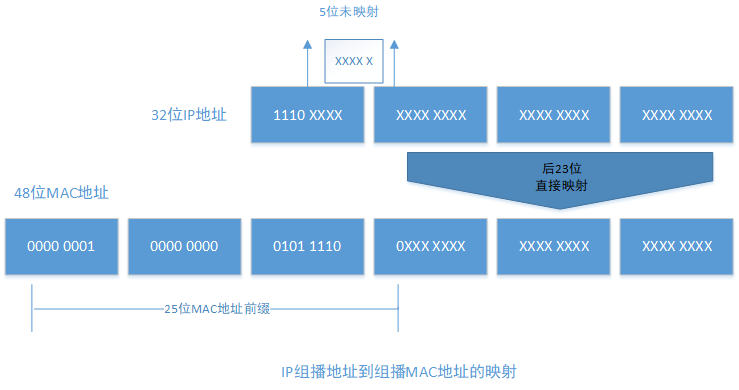 5位未映射
XXXX X
32位IP地址
1110 XXXX
XXXX XXXX
XXXX XXXX
XXXX XXXX
后23位
直接映射
48位MAC地址
0000 0001
0000 0000
0101 1110
0XXX XXXX
XXXX XXXX
XXXX XXXX
25位MAC地址前缀
IP组播地址到组播MAC地址的映射